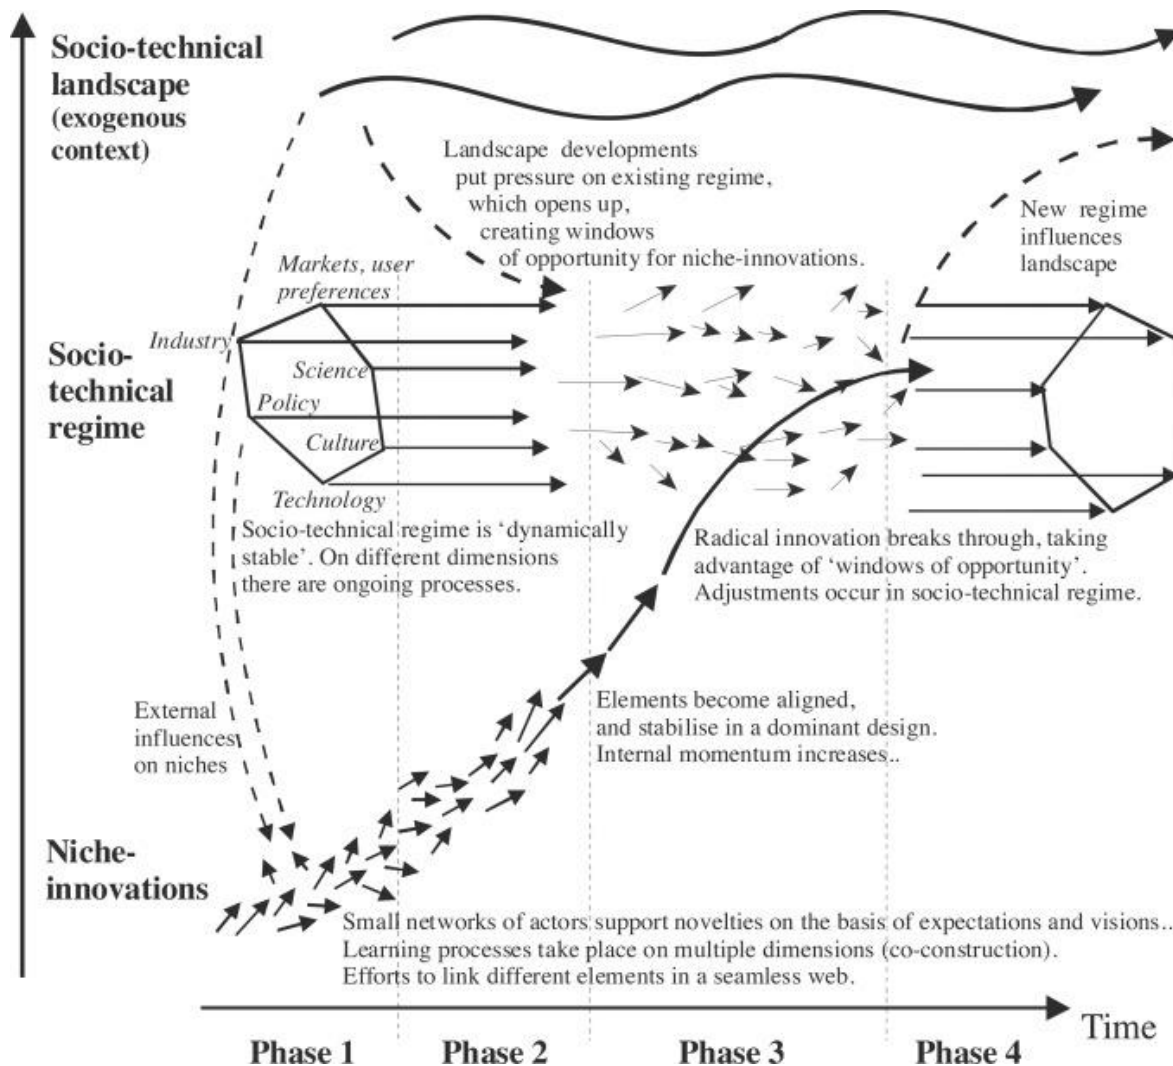 Socio-technical
landscape
(exogenous
context)
Landscape developments
put pressure on existing regime,
which opens up,
creating windows
of opportunity for niche-innovations.
New regime
influences
landscape
Markets, user
preferences
Industry
Science
Policy
Culture
Technology
Socio-
technical
regime
Socio-technical regime is ‘dynamically
stable’. On different dimensions
there are ongoing processes.
Radical innovation breaks through, taking
advantage of ‘windows of opportunity’.
Adjustments occur in socio-technical regime.
Elements become aligned,
and stabilise in a dominant design.
Internal momentum increases..
External
influences
on niches
Niche-
innovations
Small networks of actors support novelties on the basis of expectations and visions..
Learning processes take place on multiple dimensions (co-construction).
Efforts to link different elements in a seamless web.
Time
Phase 1
Phase 2
Phase 3
Phase 4